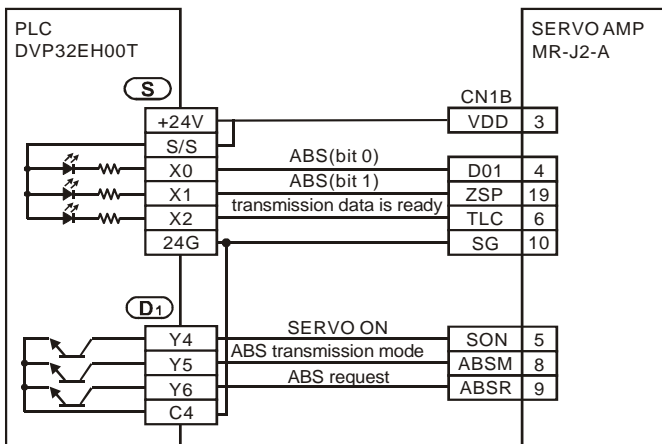 PLC
DVP32EH00T
SERVO AMP
MR-J2-A
S
CN1B
+24V
VDD 3
S/S
ABS(bit 0)
X0
D01 4
ABS(bit 1)
X1
ZSP 19
transmission data is ready
X2
TLC 6
24G
SG 10
D1
SERVO ON
Y4
SON 5
ABS transmission mode
Y5
ABSM 8
ABS request
Y6
ABSR 9
C4